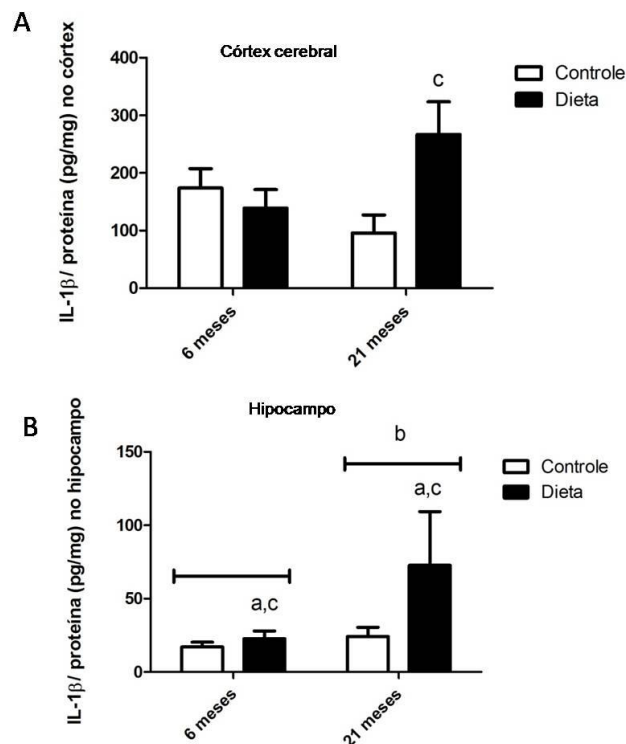 A
Córtex cerebral
IL-1β/ proteína (pg/mg) no córtex
400
300
200
100
0
c
Controle
Dieta
6 meses
21 meses
B
Hipocampo
IL-1β/ proteína (pg/mg) no hipocampo
150
100
50
0
b
a,c
a,c
Controle
Dieta
6 meses
21 meses